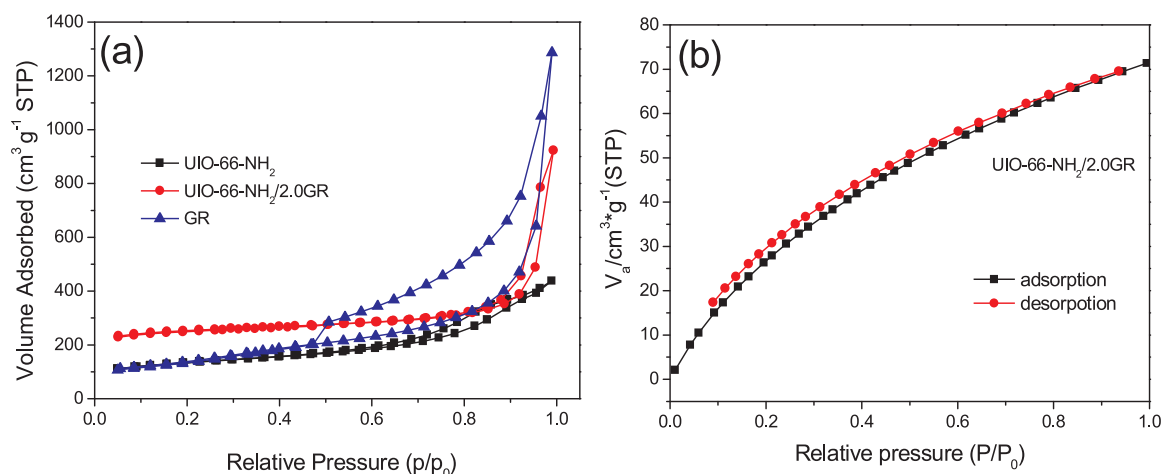 (a)
Volume Adsorbed (cm³ g⁻¹ STP)
1400
1200
1000
800
600
400
200
0
UIO-66-NH₂
UIO-66-NH₂/2.0GR
GR
0.0 0.2 0.4 0.6 0.8 1.0
Relative Pressure (p/p₀)
(b)
Vₐ/cm³*g⁻¹(STP)
80
70
60
50
40
30
20
10
0
UIO-66-NH₂/2.0GR
adsorption
desorpotion
0.0 0.2 0.4 0.6 0.8 1.0
Relative pressure (P/P₀)